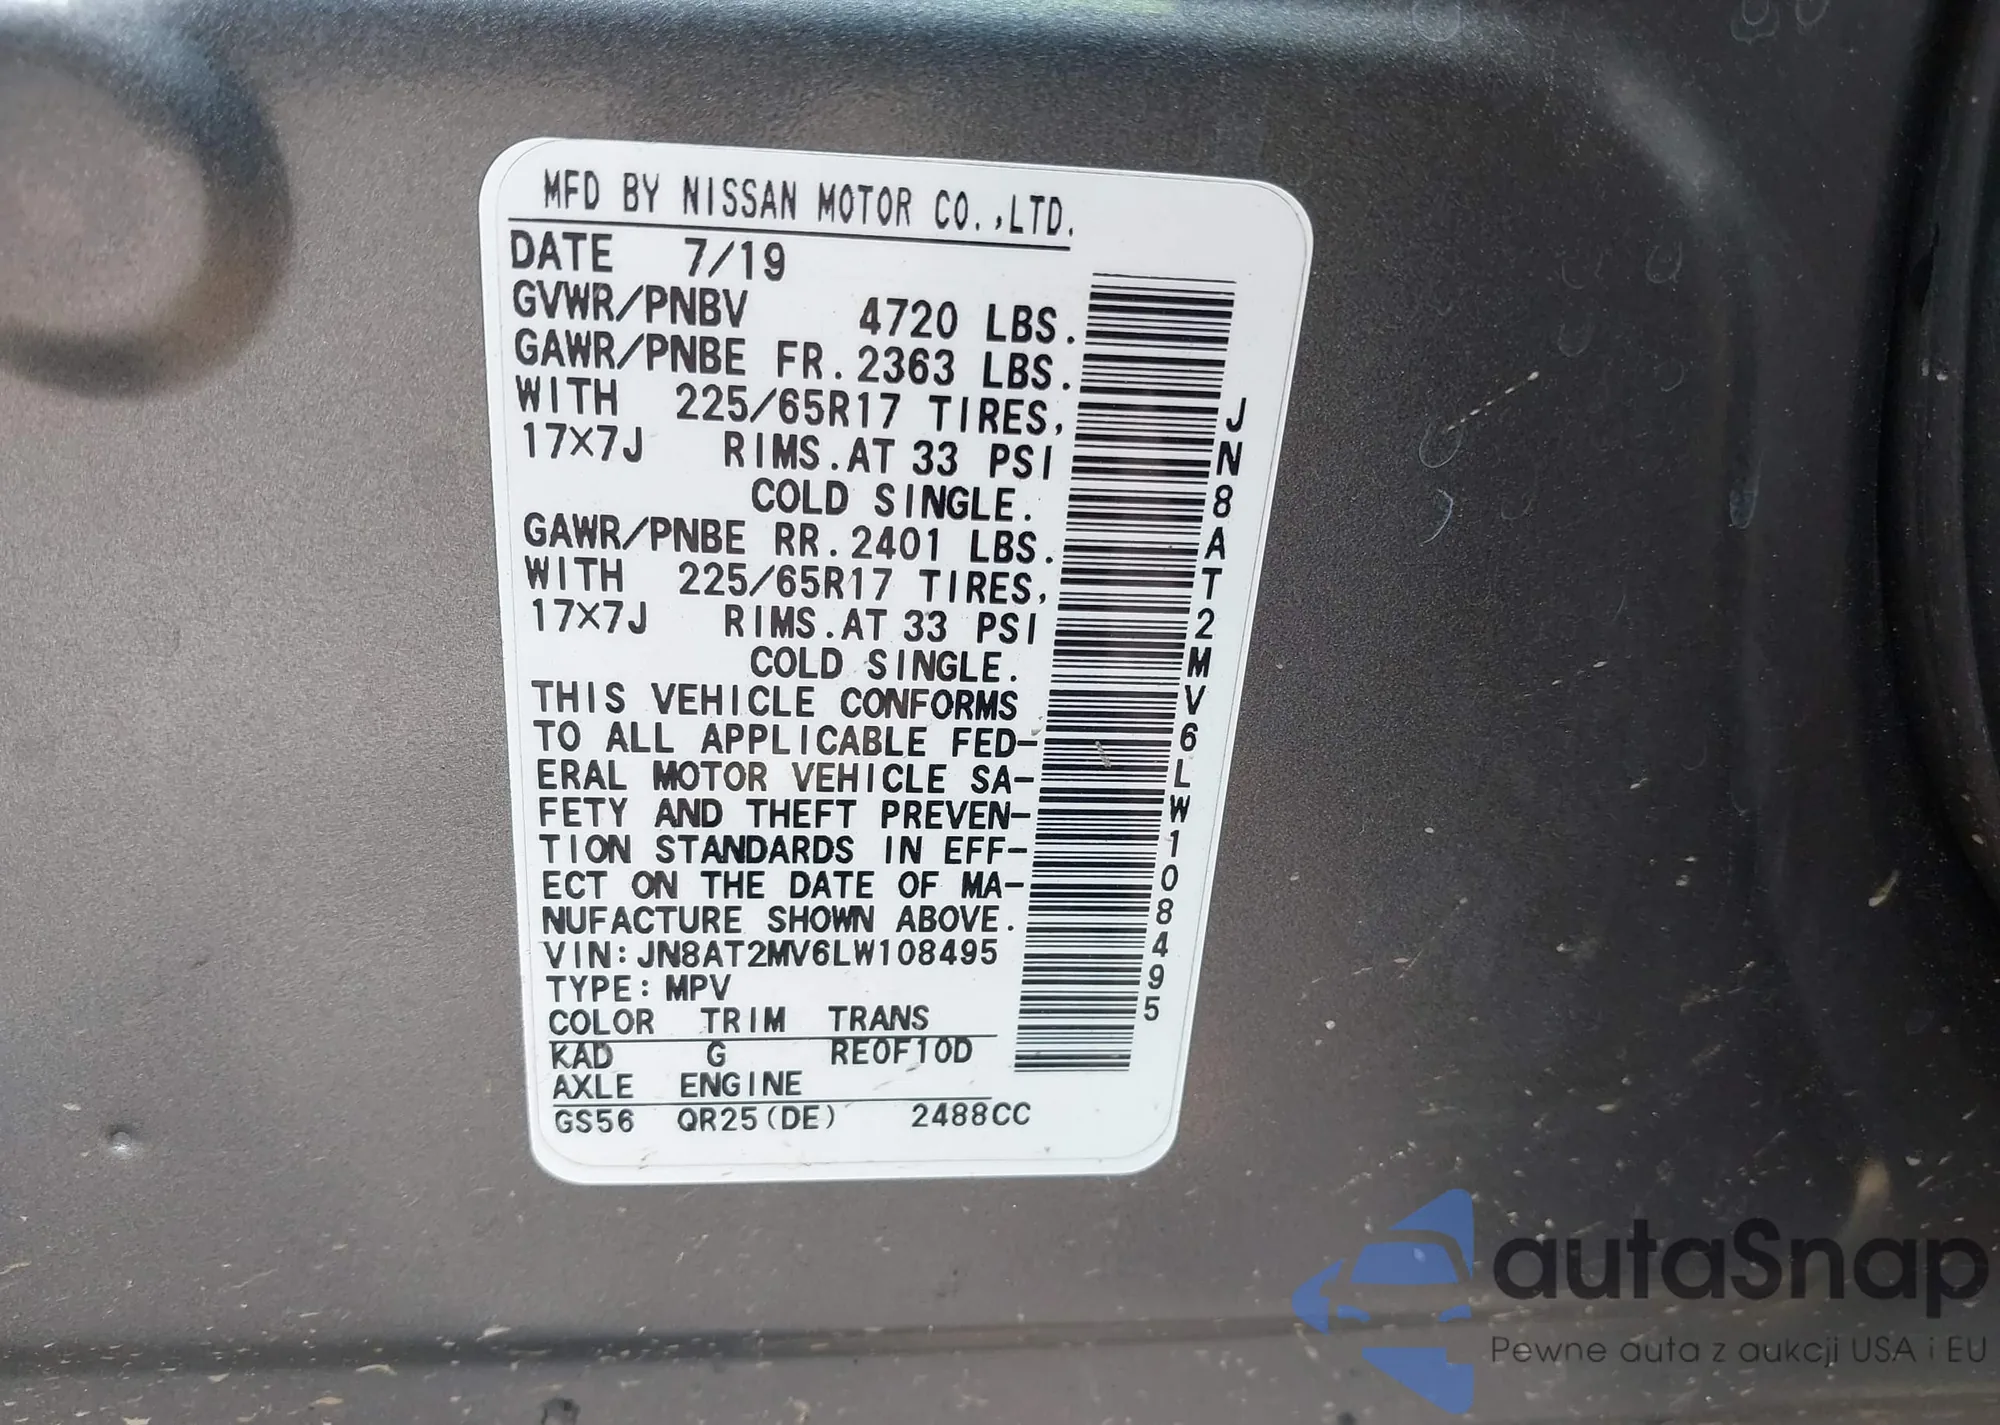 MFD BY NISSAN MOTOR CO.,LTD.
DATE 7/19
GVWR/PNBV 4720 LBS.
GAWR/PNBE FR.2363 LBS.
WITH 225/65R17 TIRES,
17X7J RIMS.AT 33 PSI
COLD SINGLE.
GAWR/PNBE RR.2401 LBS.
WITH 225/65R17 TIRES,
17X7J RIMS.AT 33 PSI
COLD SINGLE.
THIS VEHICLE CONFORMS
TO ALL APPLICABLE FED-
ERAL MOTOR VEHICLE SA-
FETY AND THEFT PREVEN-
TION STANDARDS IN EFF-
ECT ON THE DATE OF MA-
NUFACTURE SHOWN ABOVE.
VIN:JN8AT2MV6LW108495
TYPE:MPV
COLOR TRIM TRANS
KAD G RE0F10D
AXLE ENGINE
GS56 QR25(DE) 2488CC
JN8AT2MV6LW108495
autaSnap
Pewne auta z aukcji USA i EU